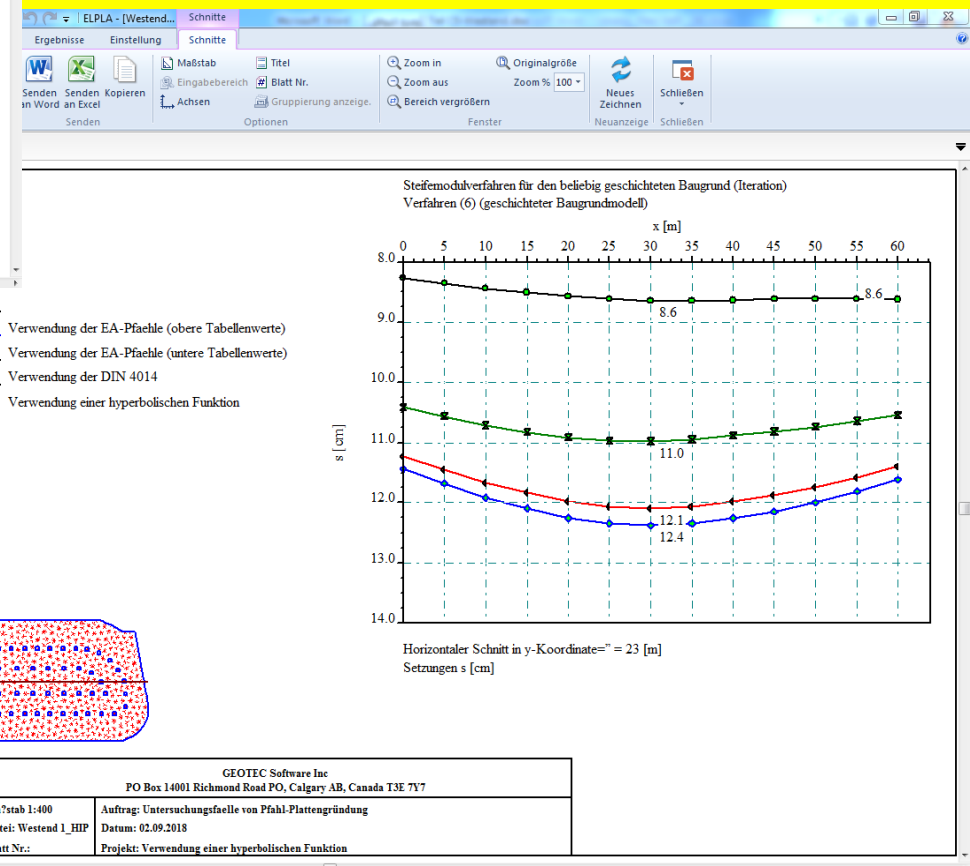 ELPLA - [Westend...
Schnitte
Ergebnisse
Einstellung
Schnitte
Senden an Word
Senden an Excel
Kopieren
Maßstab
Eingabebereich
Achsen
Titel
# Blatt Nr.
Gruppierung anzeige.
Zoom in
Zoom aus
Bereich vergrößern
Originalgröße
Zoom % 100
Neues Zeichnen
Schließen
Senden
Optionen
Fenster
Neuanzeige
Schließen
Steifemodulverfahren für den beliebig geschichteten Baugrund (Iteration)
Verfahren (6) (geschichteter Baugrundmodell)
x [m]
0 5 10 15 20 25 30 35 40 45 50 55 60
8.0
9.0
10.0
11.0
12.0
13.0
14.0
s [cm]
8.6
8.6
11.0
12.1
12.4
Verwendung der EA-Pfaehle (obere Tabellenwerte)
Verwendung der EA-Pfaehle (untere Tabellenwerte)
Verwendung der DIN 4014
Verwendung einer hyperbolischen Funktion
Horizontaler Schnitt in y-Koordinate=” = 23 [m]
Setzungen s [cm]
GEOTEC Software Inc
PO Box 14001 Richmond Road PO, Calgary AB, Canada T3E 7Y7
?stab 1:400
Auftrag: Untersuchungsfaelle von Pfahl-Plattengründung
tei: Westend 1_HIP
Datum: 02.09.2018
tt Nr.:
Projekt: Verwendung einer hyperbolischen Funktion